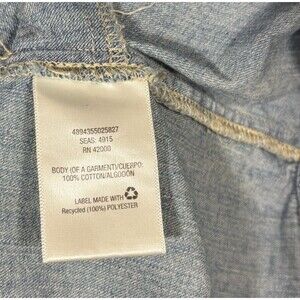 4894355025827
SEAS: 4915
RN 42000
BODY (OF A GARMENT)/CUERPO:
100% COTTON/ALGODÓN
LABEL MADE WITH
Recycled (100%) POLYESTER